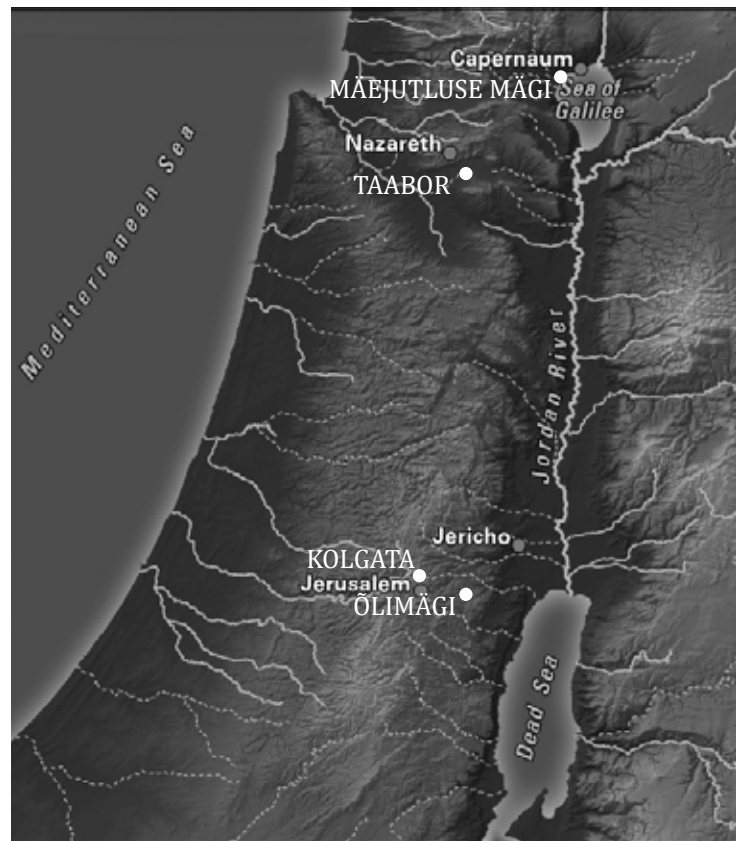 Capernaum
MÄEJUTLUSE MÄGI
Sea of
Galilee
Nazareth
TAABOR
Mediterranean Sea
Jordan River
Jericho
KOLGATA
Jerusalem
ÕLIMÄGI
Dead Sea